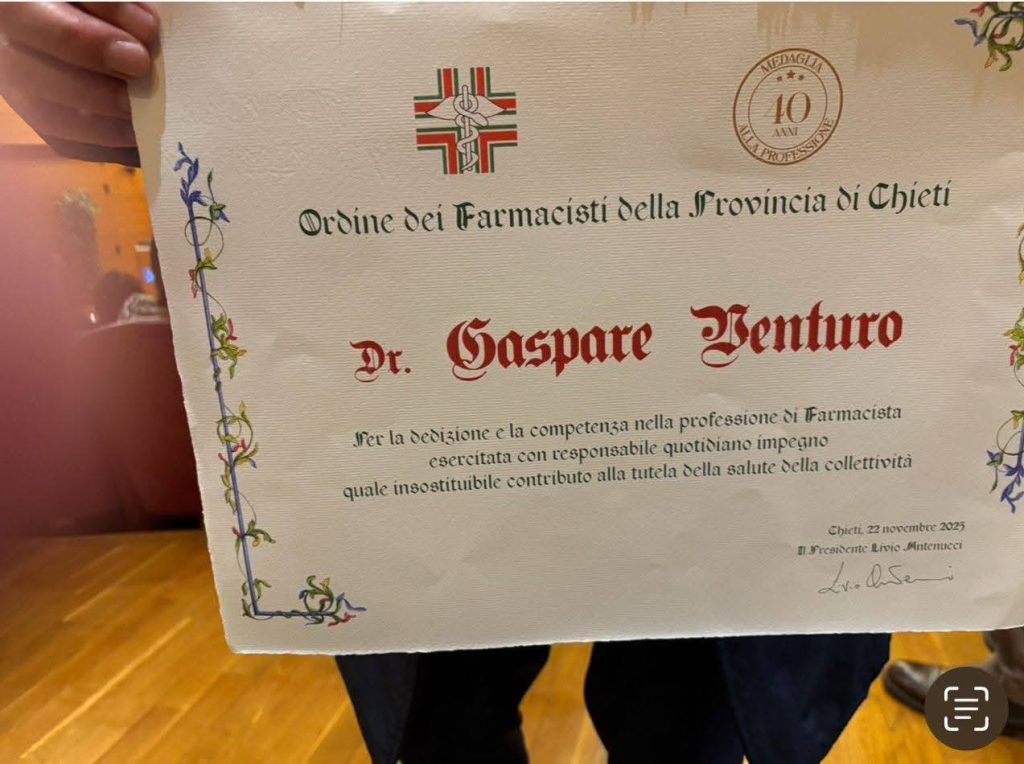 MEDAGLIA
40
ANNI
ALLA PROFESSIONE
Ordine dei Farmacisti della Provincia di Chieti
Dr. Gaspare Venturo
Per la dedizione e la competenza nella professione di Farmacista
esercitata con responsabile quotidiano impegno
quale insostituibile contributo alla tutela della salute della collettività
Chieti, 22 novembre 2025
Il Presidente Livio Antenucci